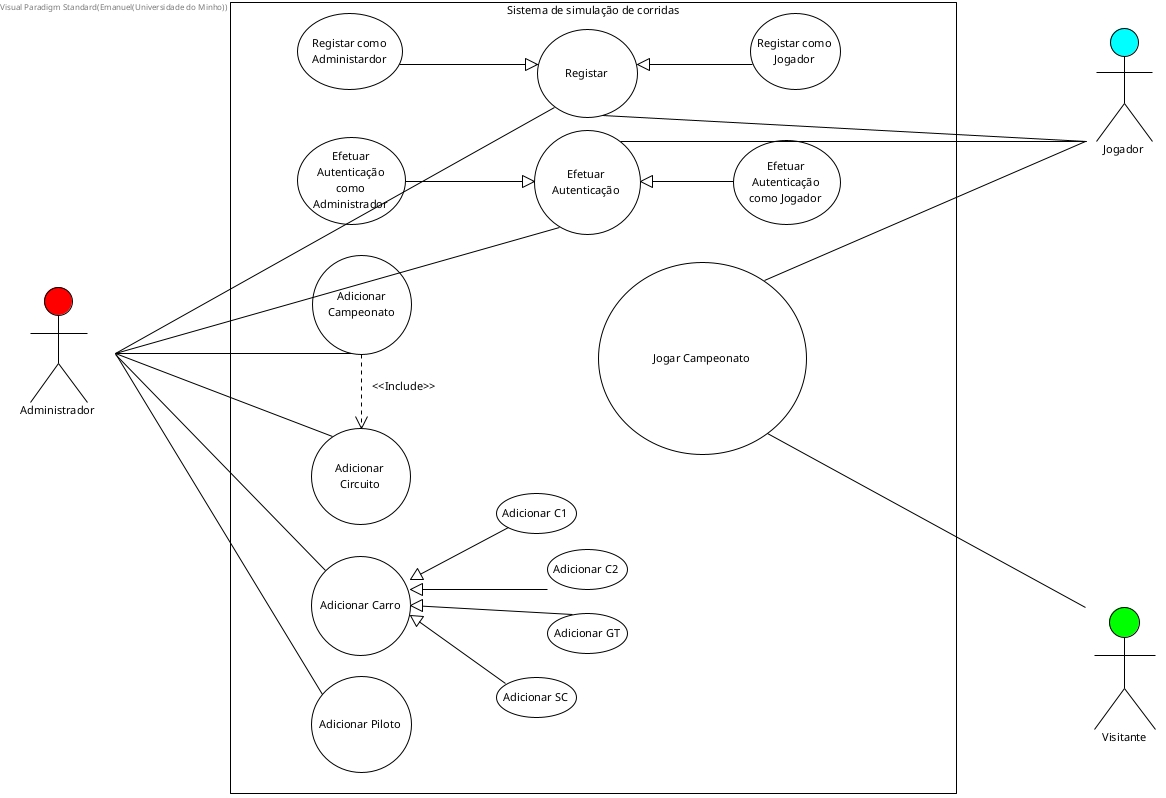 Visual Paradigm Standard(Emanuel(Universidade do Minho))
Sistema de simulação de corridas
Registar como
Administardor
Registar
Registar como
Jogador
Jogador
Efetuar
Autenticação
como
Administrador
Efetuar
Autenticação
Efetuar
Autenticação
como Jogador
Adicionar
Campeonato
Jogar Campeonato
<<Include>>
Administrador
Adicionar
Circuito
Adicionar C1
Adicionar C2
Adicionar Carro
Adicionar GT
Adicionar SC
Adicionar Piloto
Visitante